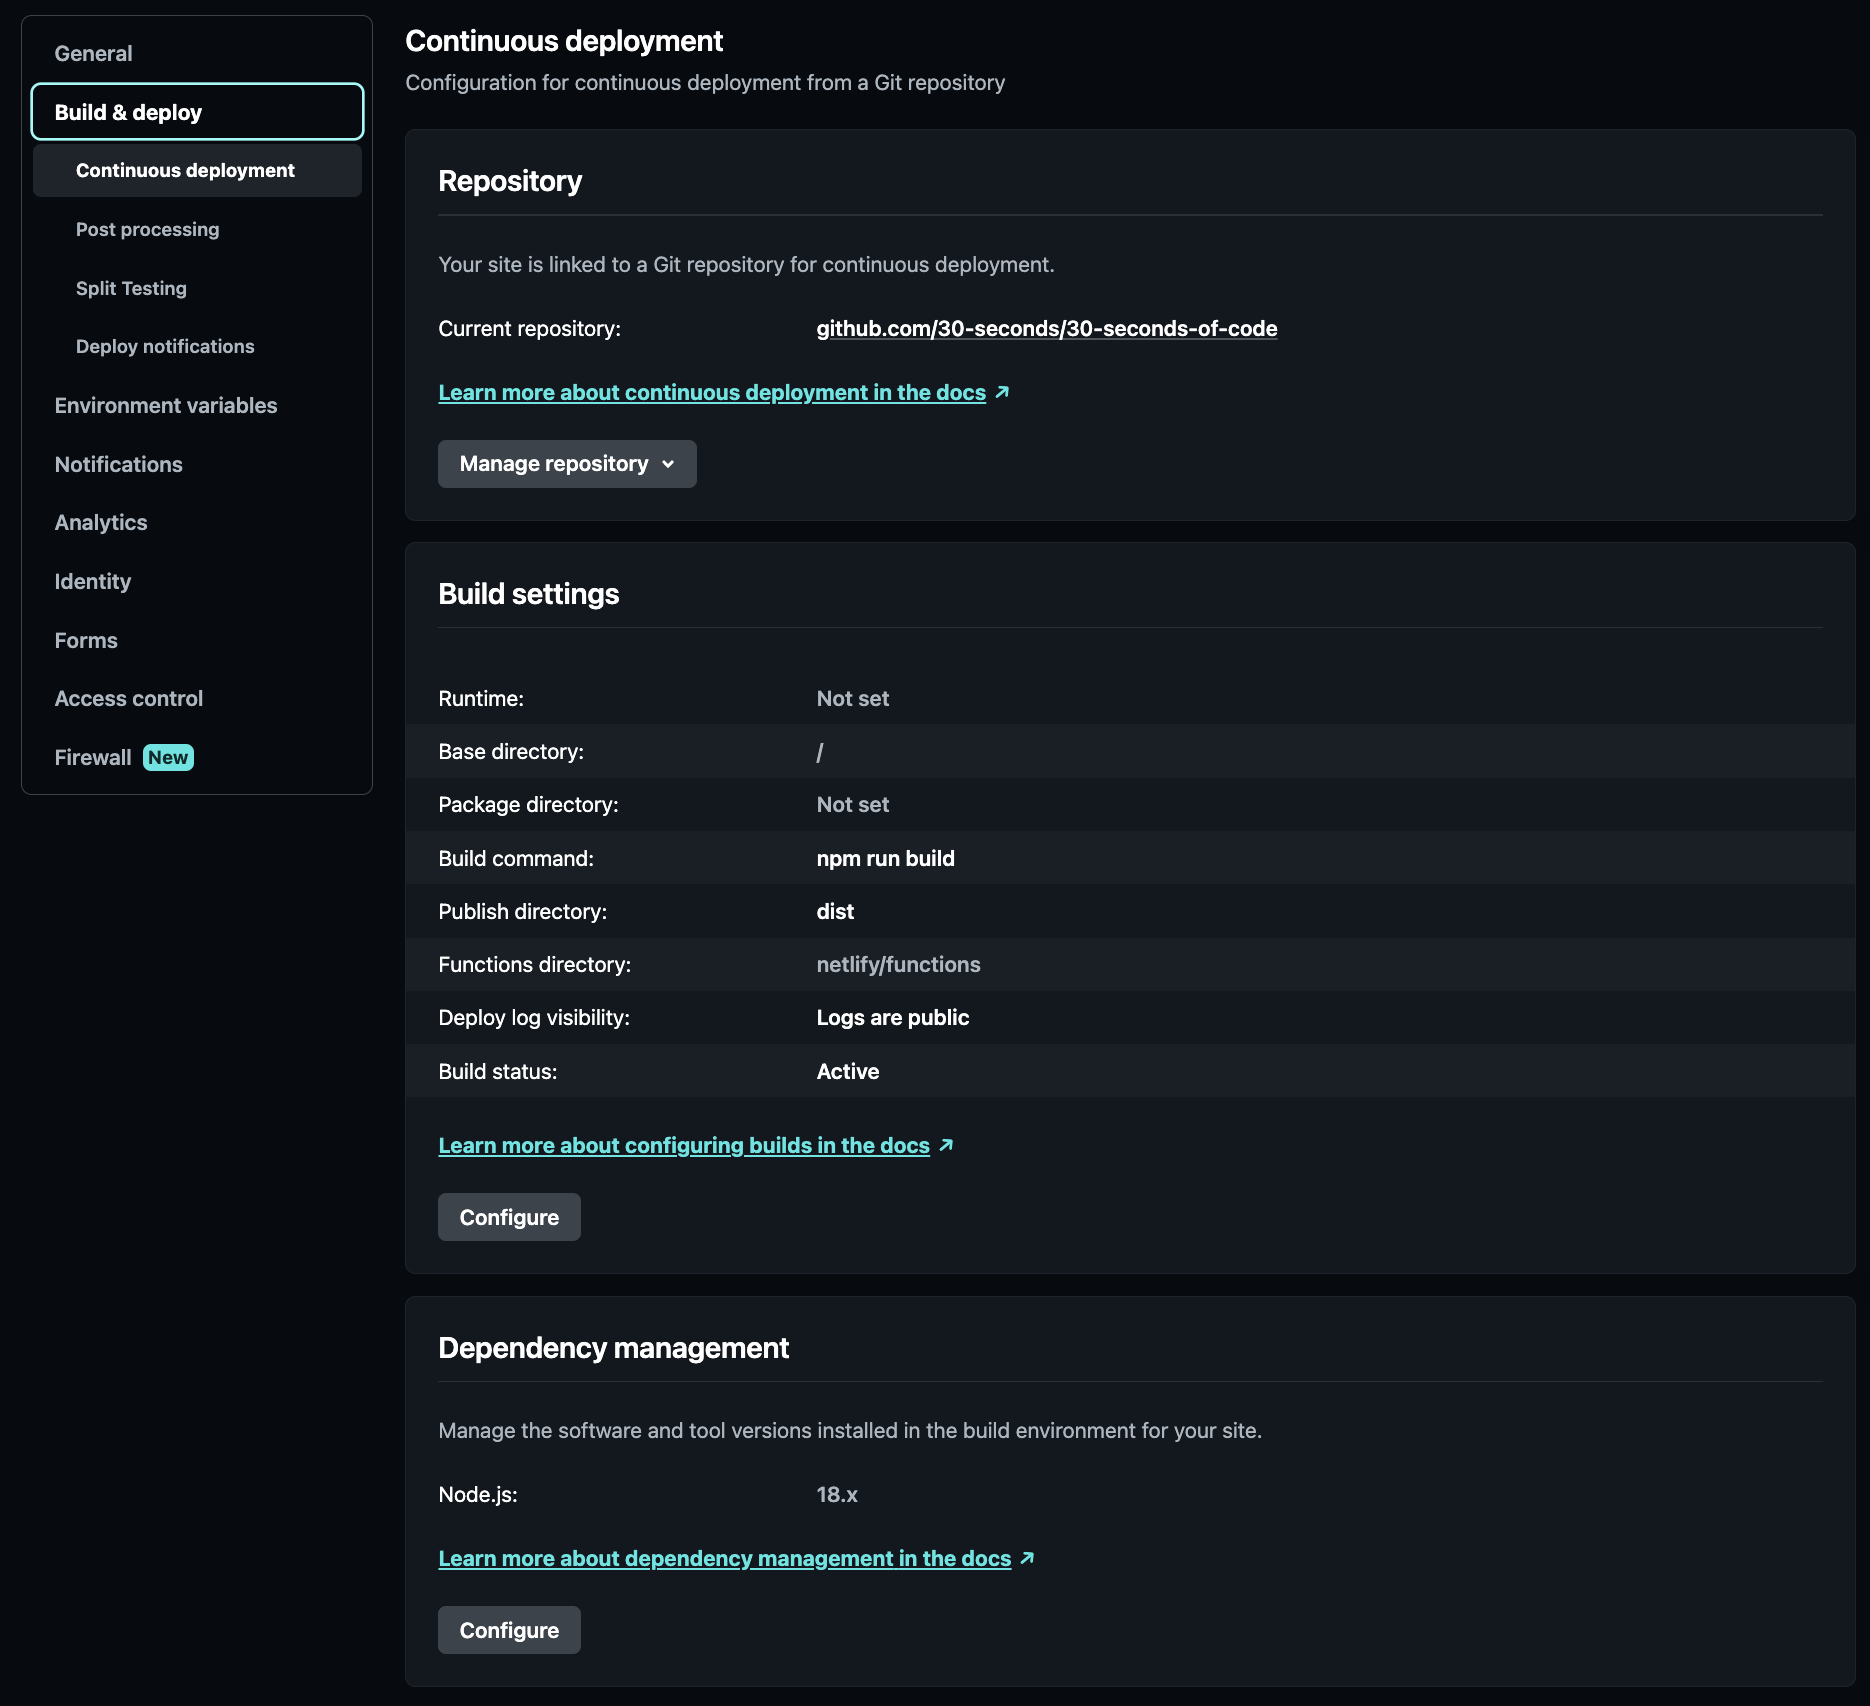 General
Build & deploy
Continuous deployment
Post processing
Split Testing
Deploy notifications
Environment variables
Notifications
Analytics
Identity
Forms
Access control
Firewall New
Continuous deployment
Configuration for continuous deployment from a Git repository
Repository
Your site is linked to a Git repository for continuous deployment.
Current repository: github.com/30-seconds/30-seconds-of-code
Learn more about continuous deployment in the docs ↗
Manage repository
Build settings
Runtime: Not set
Base directory: /
Package directory: Not set
Build command: npm run build
Publish directory: dist
Functions directory: netlify/functions
Deploy log visibility: Logs are public
Build status: Active
Learn more about configuring builds in the docs ↗
Configure
Dependency management
Manage the software and tool versions installed in the build environment for your site.
Node.js: 18.x
Learn more about dependency management in the docs ↗
Configure